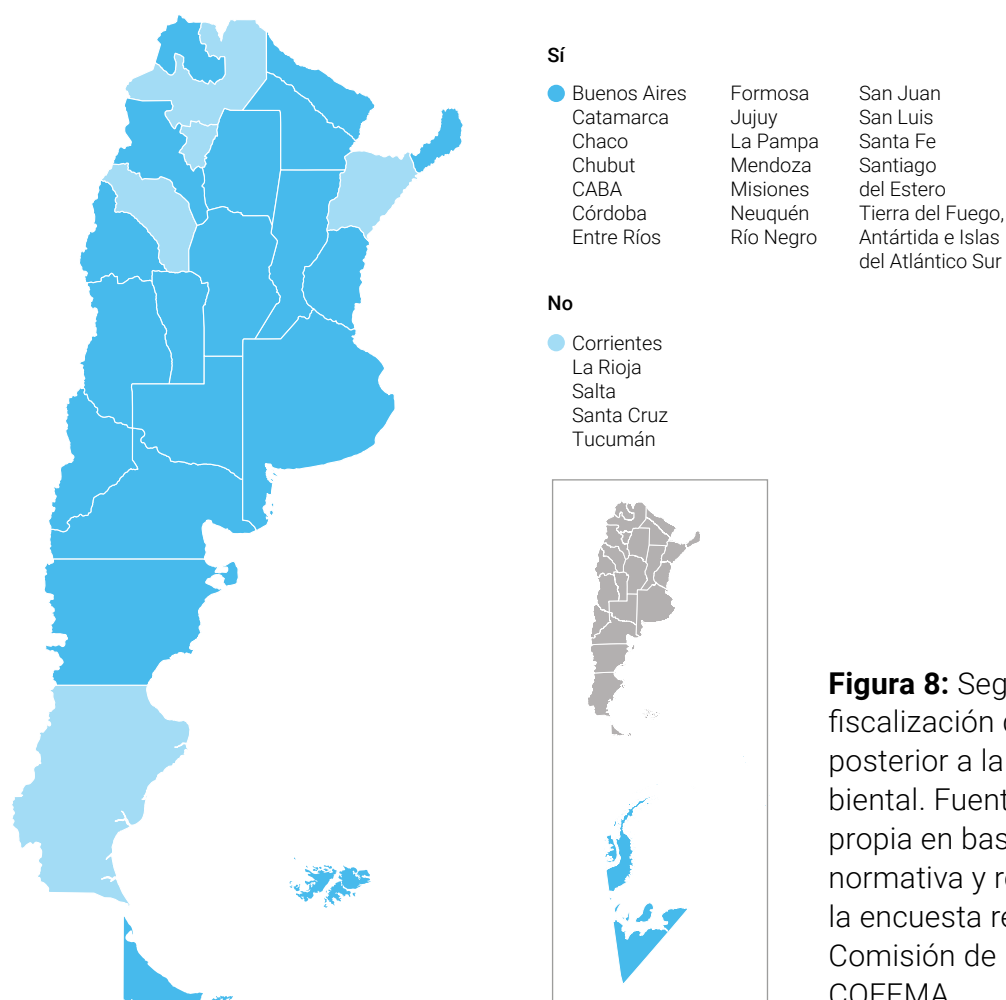 Sí
Buenos Aires
Catamarca
Chaco
Chubut
CABA
Córdoba
Entre Ríos
Formosa
Jujuy
La Pampa
Mendoza
Misiones
Neuquén
Río Negro
San Juan
San Luis
Santa Fe
Santiago
del Estero
Tierra del Fuego,
Antártida e Islas
del Atlántico Sur
No
Corrientes
La Rioja
Salta
Santa Cruz
Tucumán
Figura 8:
fiscalización
posterior a la
biental.
propia en
normativa y
la encuesta
Comisión de
COFEMA